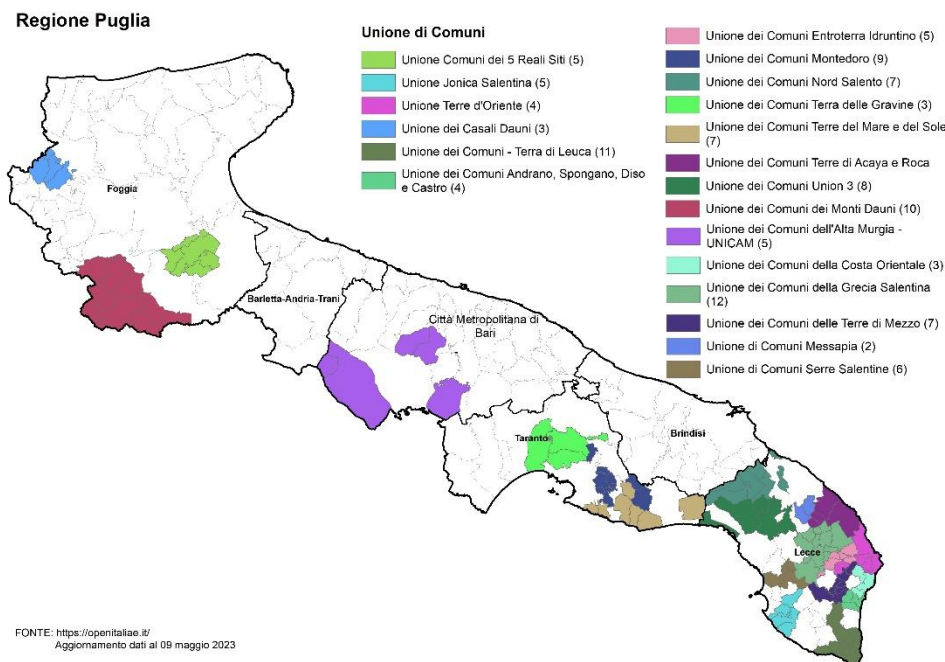 Regione Puglia
Unione di Comuni
Unione Comuni dei 5 Reali Siti (5)
Unione Jonica Salentina (5)
Unione Terre d'Oriente (4)
Unione dei Casali Dauni (3)
Unione dei Comuni - Terra di Leuca (11)
Unione dei Comuni Andrano, Spongano, Diso
e Castro (4)
Unione dei Comuni Entroterra Idruntino (5)
Unione dei Comuni Montedoro (9)
Unione dei Comuni Nord Salento (7)
Unione dei Comuni Terra delle Gravine (3)
Unione dei Comuni Terre del Mare e del Sole
(7)
Unione dei Comuni Terre di Acaya e Roca
Unione dei Comuni Union 3 (8)
Unione dei Comuni dei Monti Dauni (10)
Unione dei Comuni dell'Alta Murgia -
UNICAM (5)
Unione dei Comuni della Costa Orientale (3)
Unione dei Comuni della Grecia Salentina
(12)
Unione dei Comuni delle Terre di Mezzo (7)
Unione di Comuni Messapia (2)
Unione di Comuni Serre Salentine (6)
Foggia
Barletta-Andria-Trani
Città Metropolitana di
Bari
Taranto
Brindisi
Lecce
FONTE: https://openitaliae.it/
Aggiornamento dati al 09 maggio 2023